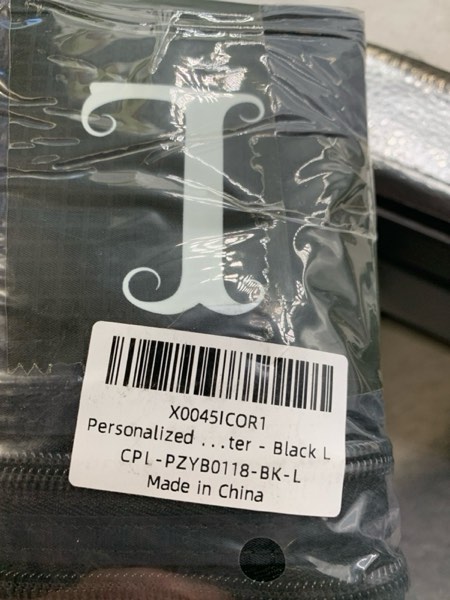 I
X0045ICOR1
Personalized ...ter - Black L
CPL-PZYB0118-BK-L
Made in China